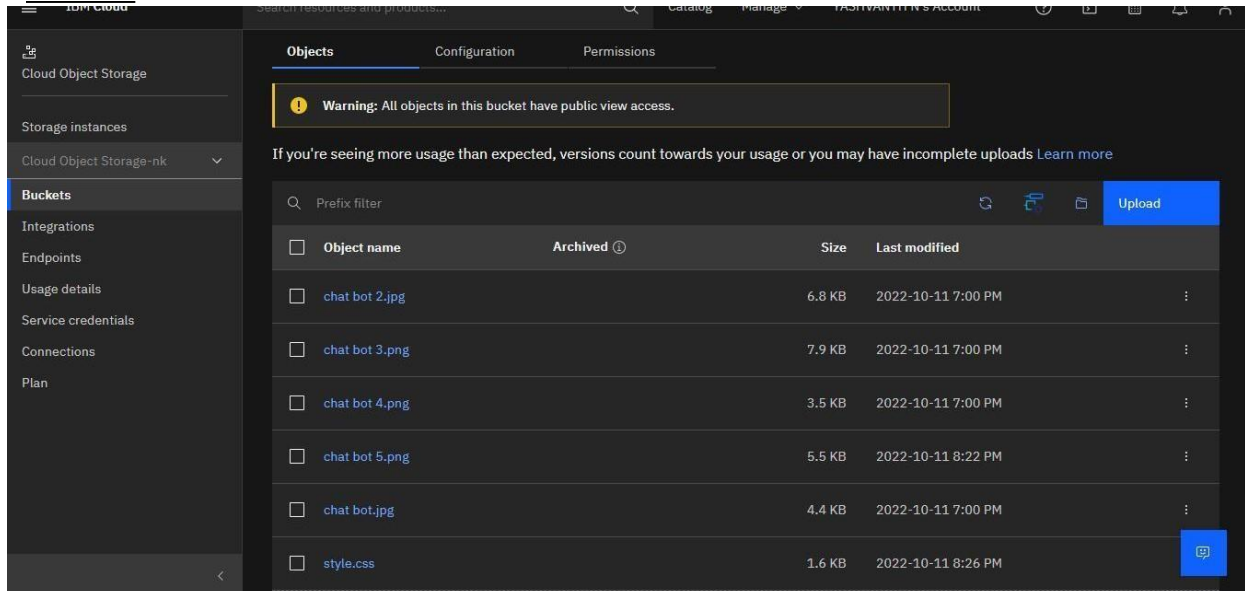 IBM Cloud
Search resources and products...
Catalog
Manage
YASHVANTH N's Account
Cloud Object Storage
Storage instances
Cloud Object Storage-nk
Buckets
Integrations
Endpoints
Usage details
Service credentials
Connections
Plan
Objects Configuration Permissions
Warning: All objects in this bucket have public view access.
If you're seeing more usage than expected, versions count towards your usage or you may have incomplete uploads Learn more
Prefix filter
Upload
Object name Archived Size Last modified
chat bot 2.jpg 6.8 KB 2022-10-11 7:00 PM
chat bot 3.png 7.9 KB 2022-10-11 7:00 PM
chat bot 4.png 3.5 KB 2022-10-11 7:00 PM
chat bot 5.png 5.5 KB 2022-10-11 8:22 PM
chat bot.jpg 4.4 KB 2022-10-11 7:00 PM
style.css 1.6 KB 2022-10-11 8:26 PM